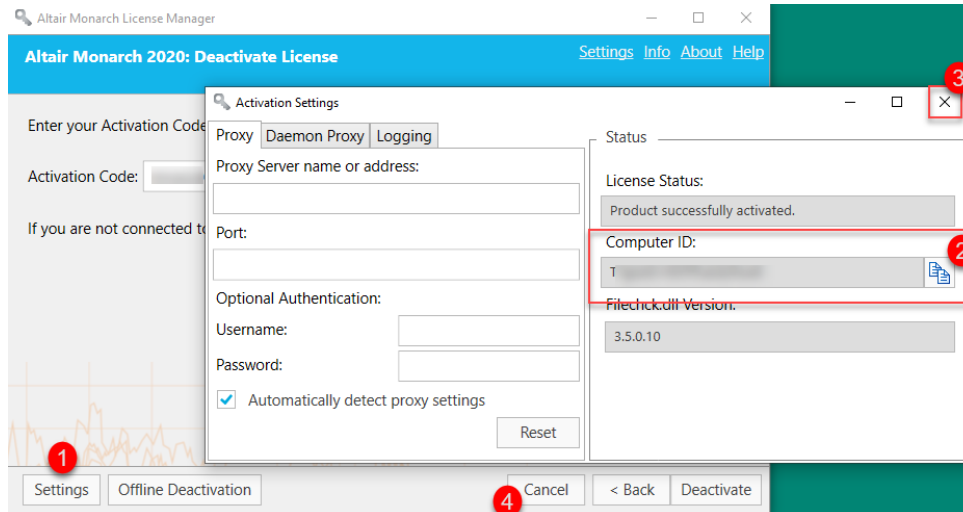 Altair Monarch License Manager
Altair Monarch 2020: Deactivate License
Settings Info About Help
Enter your Activation Code
Activation Code:
If you are not connected to
Activation Settings
3
Proxy Daemon Proxy Logging
Proxy Server name or address:
Port:
Optional Authentication:
Username:
Password:
Automatically detect proxy settings
Reset
Status
License Status:
Product successfully activated.
Computer ID:
2
T
Filechck.dll Version:
3.5.0.10
1
Settings Offline Deactivation
4
Cancel < Back Deactivate